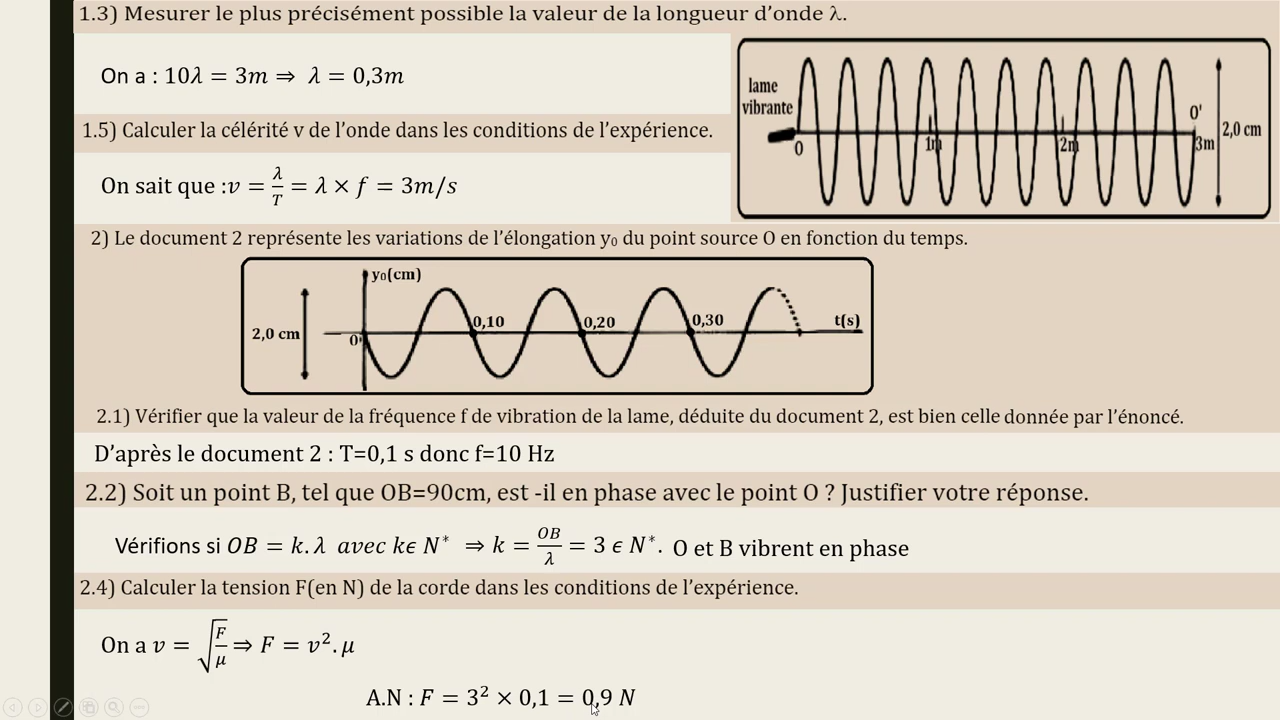 1.3) Mesurer le plus précisément possible la valeur de la longueur d’onde λ.
On a : 10λ = 3m ⇒ λ = 0,3m
lame
vibrante
0
1m
2m
O'
3m
2,0 cm
1.5) Calculer la célérité v de l’onde dans les conditions de l’expérience.
On sait que :v = λ/T = λ × f = 3m/s
2) Le document 2 représente les variations de l’élongation y₀ du point source O en fonction du temps.
y₀(cm)
2,0 cm
0
0,10
0,20
0,30
t(s)
2.1) Vérifier que la valeur de la fréquence f de vibration de la lame, déduite du document 2, est bien celle donnée par l’énoncé.
D’après le document 2 : T=0,1 s donc f=10 Hz
2.2) Soit un point B, tel que OB=90cm, est -il en phase avec le point O ? Justifier votre réponse.
Vérifions si OB = k.λ avec kϵ N* ⇒ k = OB/λ = 3 ϵ N*. O et B vibrent en phase
2.4) Calculer la tension F(en N) de la corde dans les conditions de l’expérience.
On a v = √(F/μ) ⇒ F = v².μ
A.N : F = 3² × 0,1 = 0,9 N